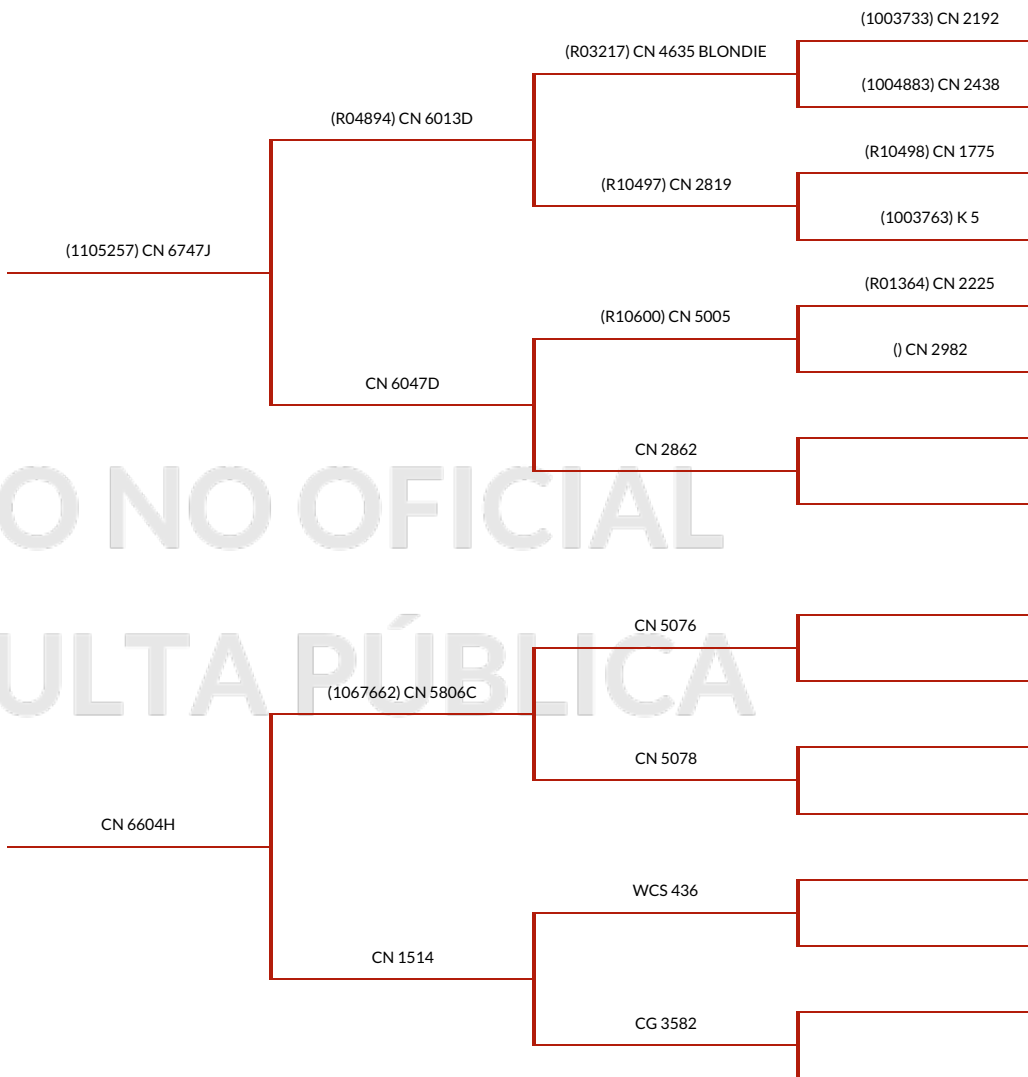 (1003733) CN 2192
(R03217) CN 4635 BLONDIE
(1004883) CN 2438
(R04894) CN 6013D
(R10498) CN 1775
(R10497) CN 2819
(1003763) K 5
(1105257) CN 6747J
(R01364) CN 2225
(R10600) CN 5005
() CN 2982
CN 6047D
CN 2862
O NO OFICIAL
CN 5076
ULTA PÚBLICA
(1067662) CN 5806C
CN 5078
CN 6604H
WCS 436
CN 1514
CG 3582